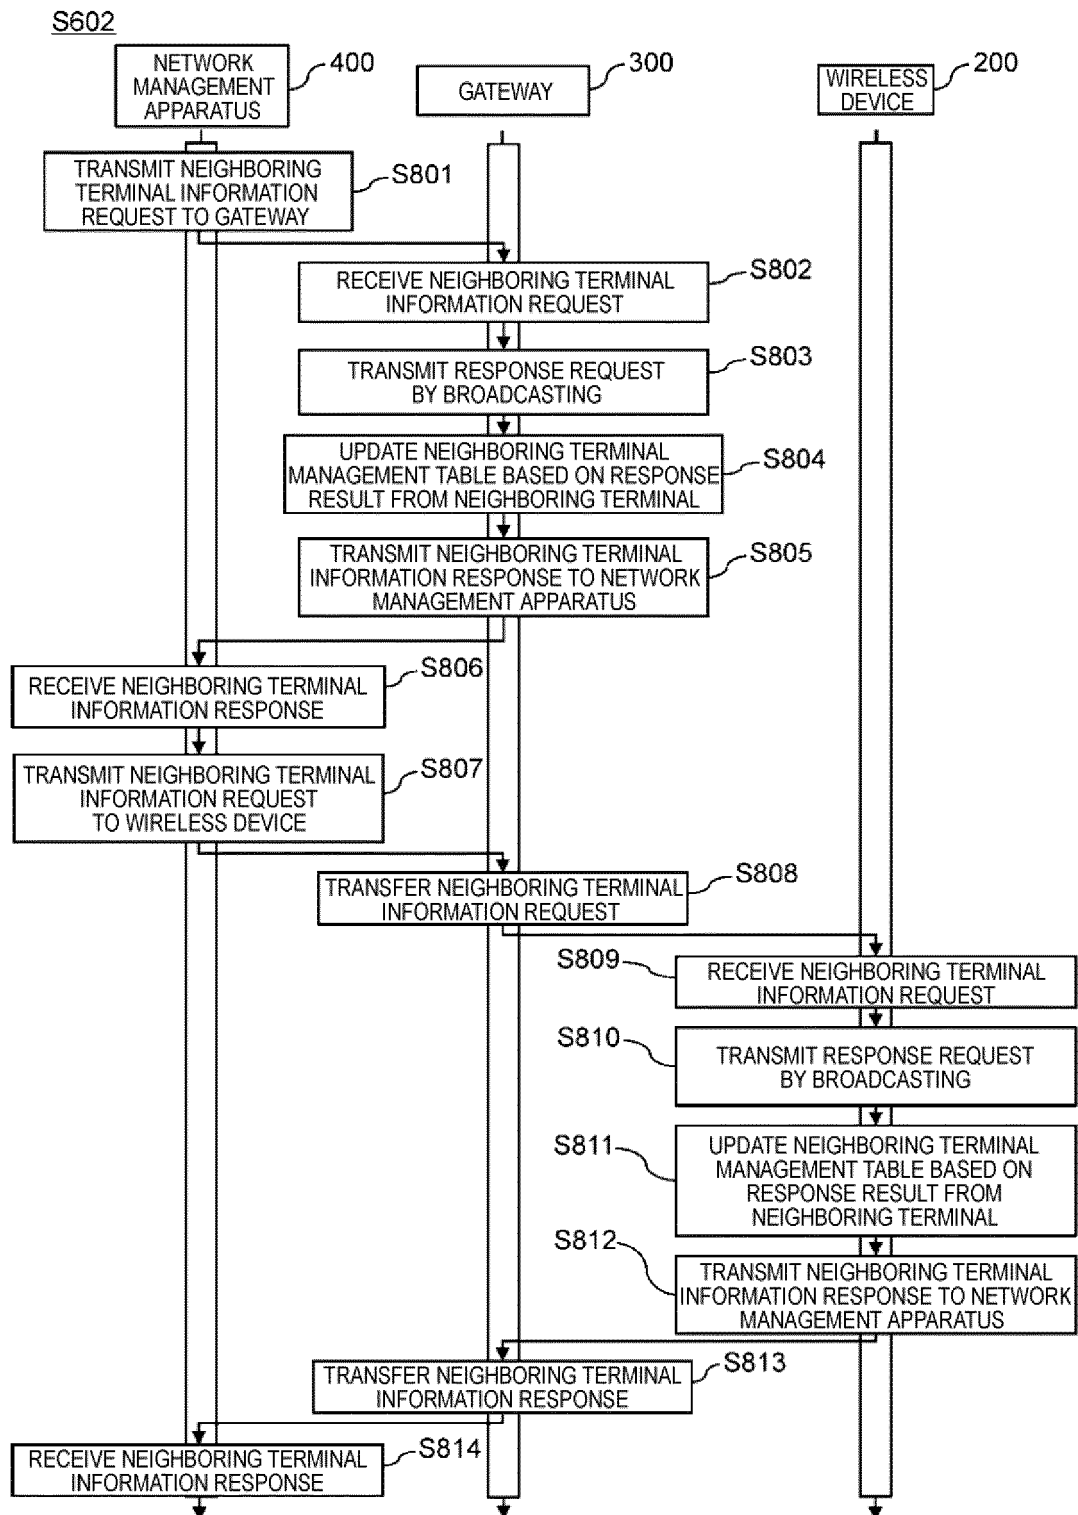 S602
NETWORK
MANAGEMENT
APPARATUS
400
GATEWAY
300
WIRELESS
DEVICE
200
TRANSMIT NEIGHBORING
TERMINAL INFORMATION
REQUEST TO GATEWAY
S801
RECEIVE NEIGHBORING TERMINAL
INFORMATION REQUEST
S802
TRANSMIT RESPONSE REQUEST
BY BROADCASTING
S803
UPDATE NEIGHBORING TERMINAL
MANAGEMENT TABLE BASED ON RESPONSE
RESULT FROM NEIGHBORING TERMINAL
S804
TRANSMIT NEIGHBORING TERMINAL
INFORMATION RESPONSE TO NETWORK
MANAGEMENT APPARATUS
S805
RECEIVE NEIGHBORING TERMINAL
INFORMATION RESPONSE
S806
TRANSMIT NEIGHBORING TERMINAL
INFORMATION REQUEST
TO WIRELESS DEVICE
S807
TRANSFER NEIGHBORING TERMINAL
INFORMATION REQUEST
S808
S809
RECEIVE NEIGHBORING TERMINAL
INFORMATION REQUEST
S810
TRANSMIT RESPONSE REQUEST
BY BROADCASTING
S811
UPDATE NEIGHBORING TERMINAL
MANAGEMENT TABLE BASED ON
RESPONSE RESULT FROM
NEIGHBORING TERMINAL
S812
TRANSMIT NEIGHBORING TERMINAL
INFORMATION RESPONSE TO NETWORK
MANAGEMENT APPARATUS
TRANSFER NEIGHBORING TERMINAL
INFORMATION RESPONSE
S813
RECEIVE NEIGHBORING TERMINAL
INFORMATION RESPONSE
S814